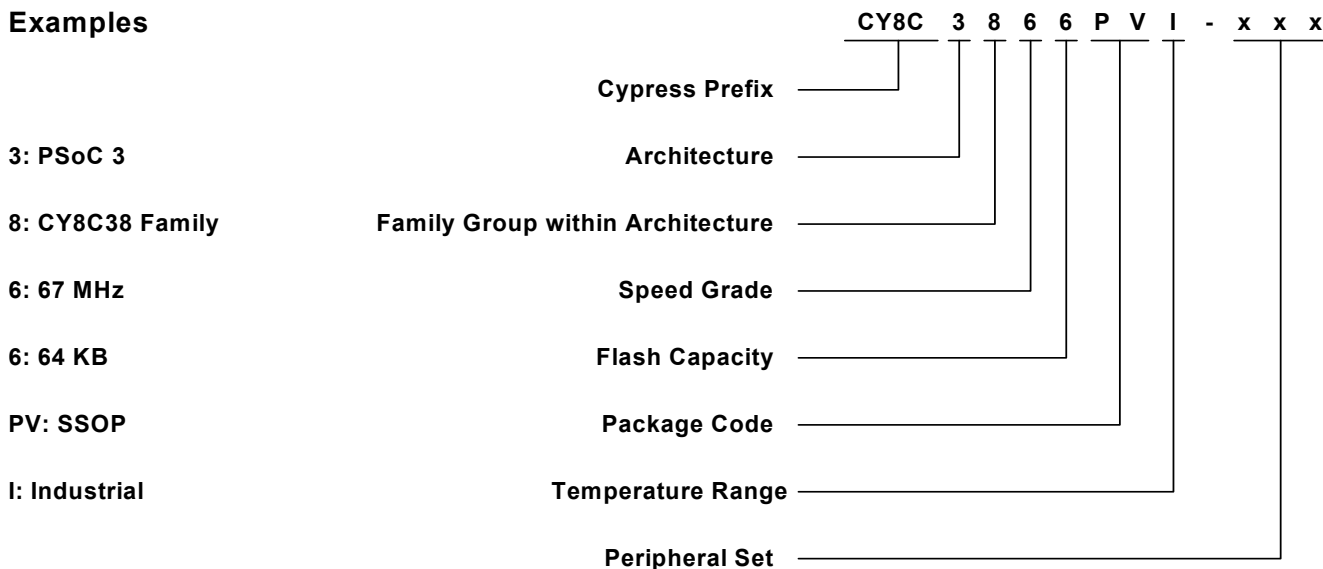 Examples CY8C 3 8 6 6 P V I - x x x
Cypress Prefix
3: PSoC 3 Architecture
8: CY8C38 Family Family Group within Architecture
6: 67 MHz Speed Grade
6: 64 KB Flash Capacity
PV: SSOP Package Code
I: Industrial Temperature Range
Peripheral Set